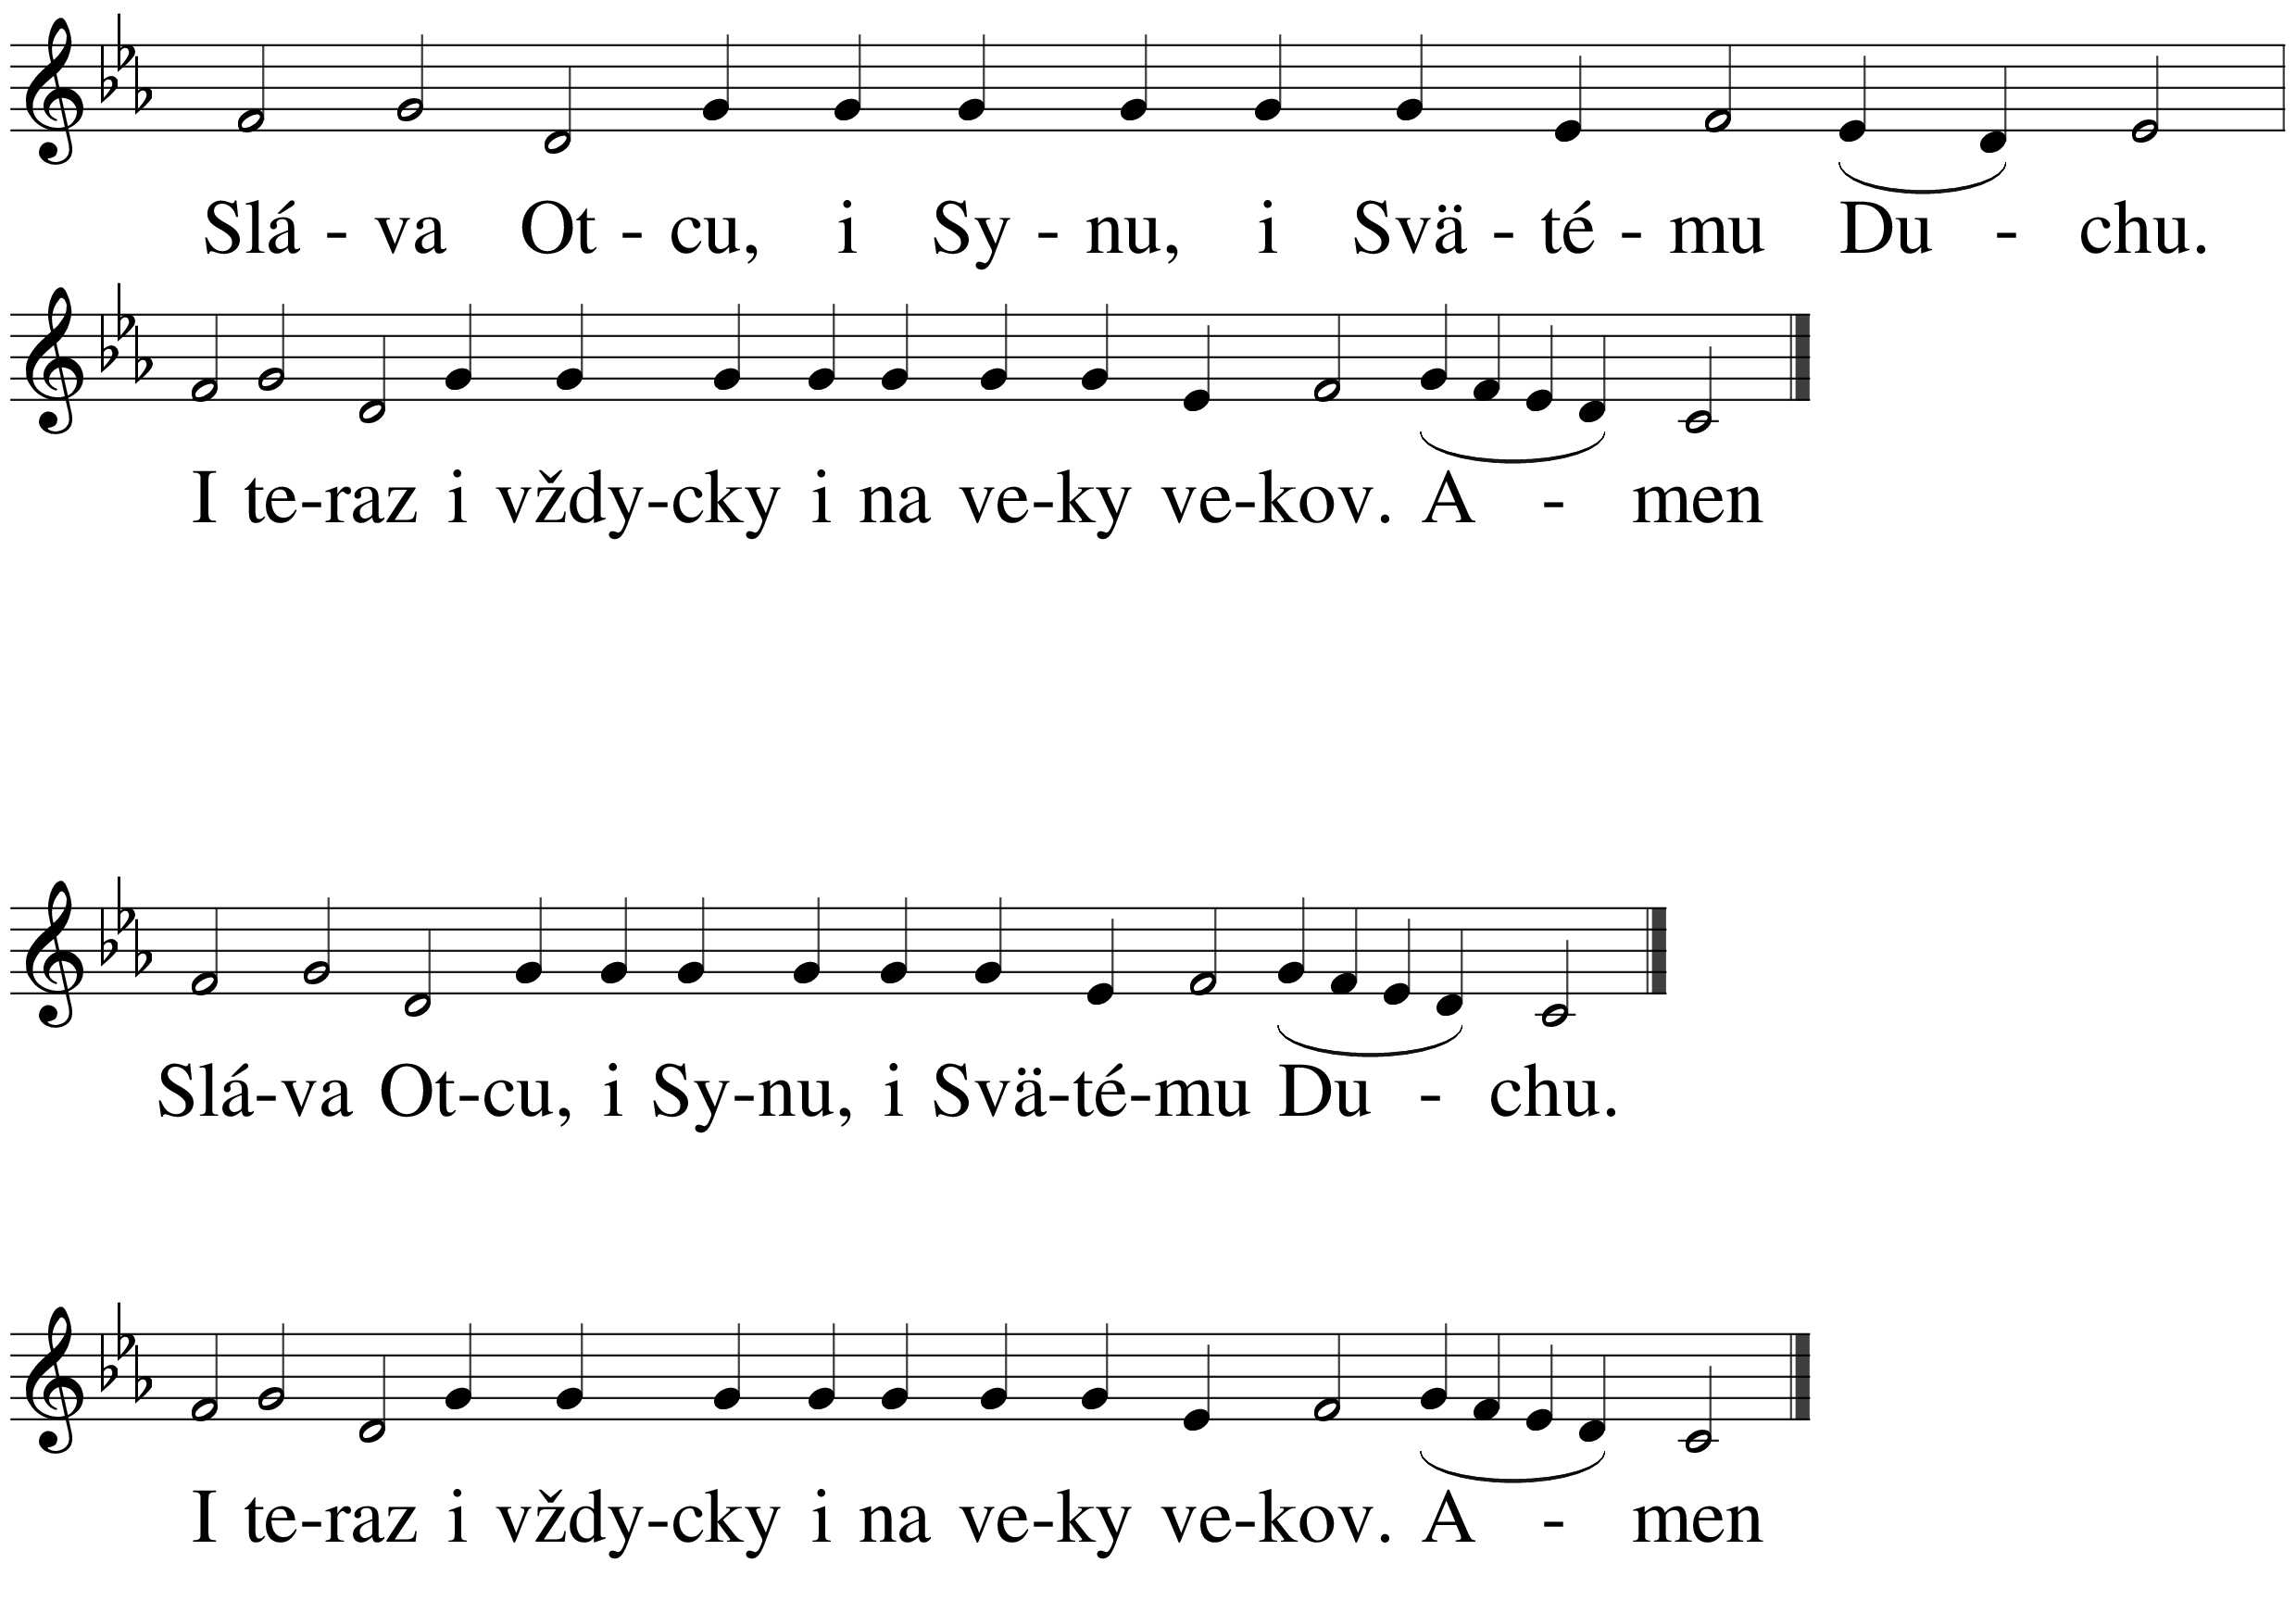 Slá - va Ot - cu, i Sy - nu, i Svä - té - mu Du - chu.
I te-raz i vždy-cky i na ve-ky ve-kov. A - men
Slá-va Ot-cu, i Sy-nu, i Svä-té-mu Du - chu.
I te-raz i vždy-cky i na ve-ky ve-kov. A - men